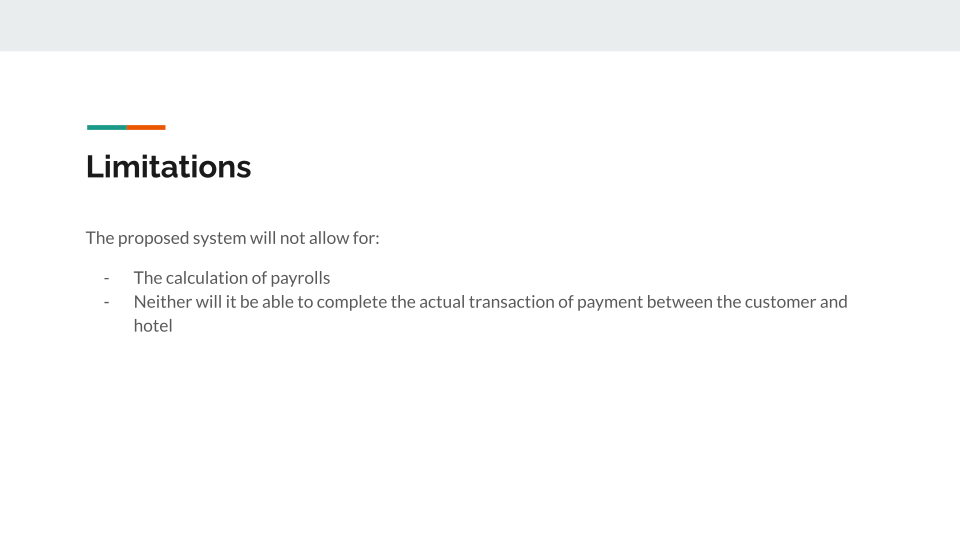 Limitations
The proposed system will not allow for:
- The calculation of payrolls
- Neither will it be able to complete the actual transaction of payment between the customer and
hotel